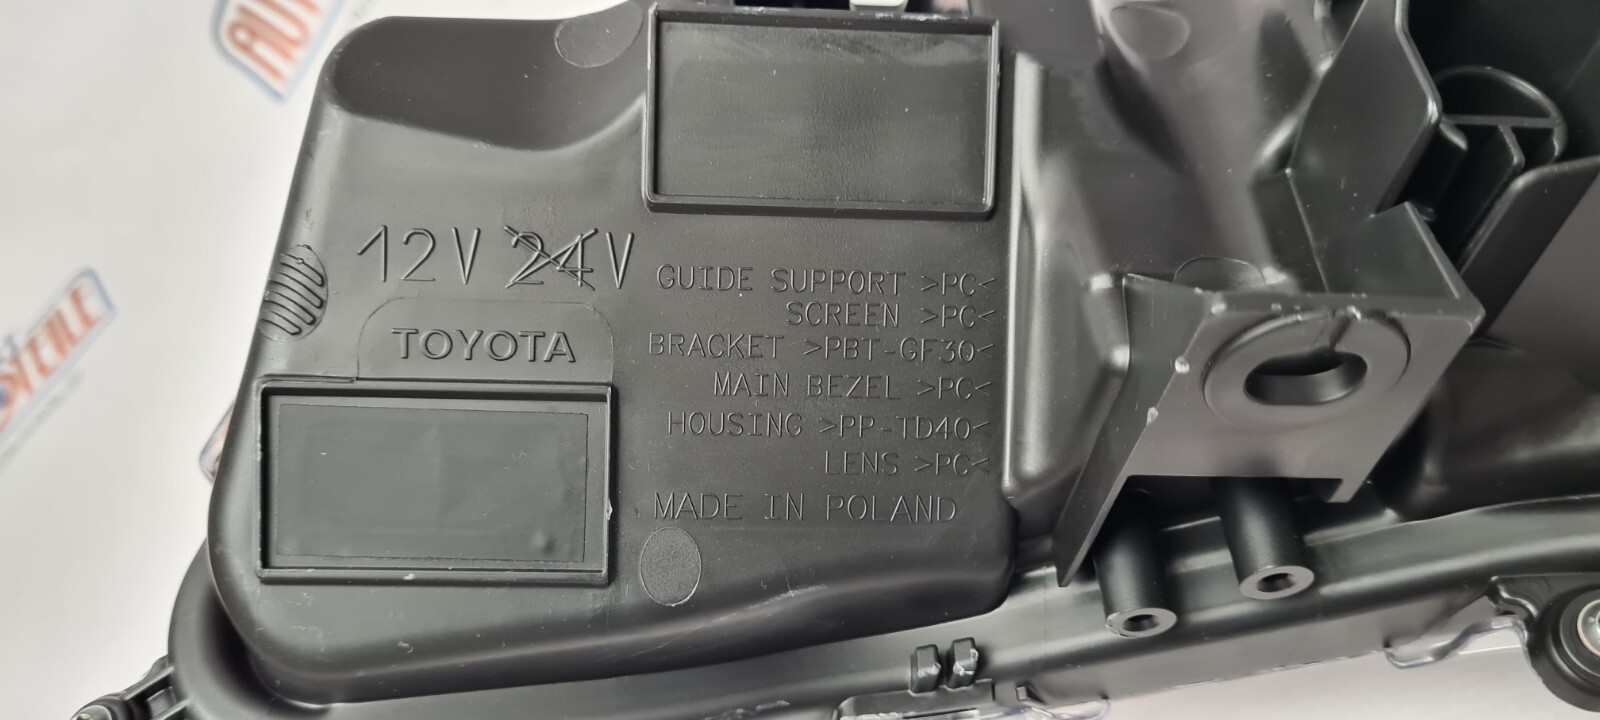 12V 24V
TOYOTA
GUIDE SUPPORT >PC<
SCREEN >PC<
BRACKET >PBT-GF30<
MAIN BEZEL >PC<
HOUSING >PP-TD40<
LENS >PC<
MADE IN POLAND